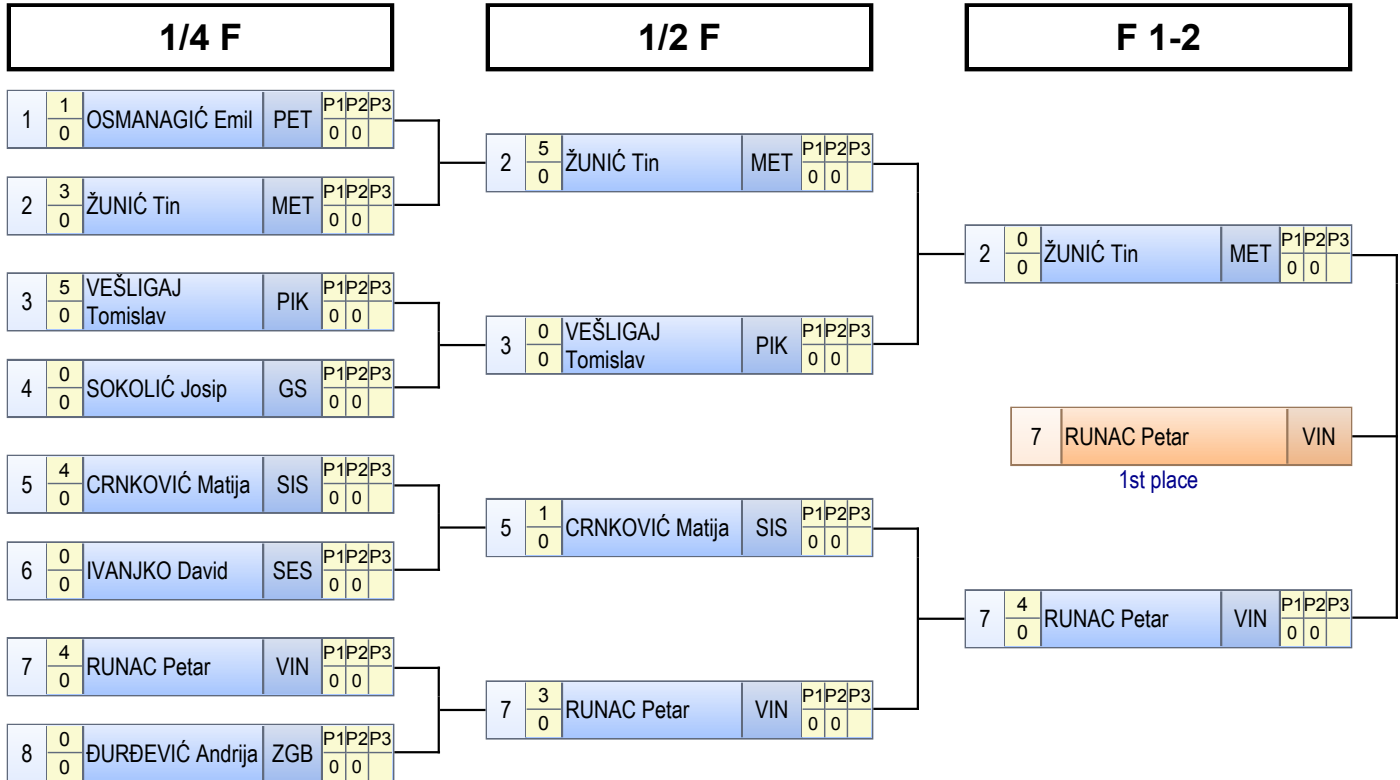 1/4 F
1/2 F
F 1-2
1 1 OSMANAGIĆ Emil PET P1 P2 P3
0 0 0
2 3 ŽUNIĆ Tin MET P1 P2 P3
0 0 0
3 5 VEŠLIGAJ Tomislav PIK P1 P2 P3
0 0 0
4 0 SOKOLIĆ Josip GS P1 P2 P3
0 0 0
5 4 CRNKOVIĆ Matija SIS P1 P2 P3
0 0 0
6 0 IVANJKO David SES P1 P2 P3
0 0 0
7 4 RUNAC Petar VIN P1 P2 P3
0 0 0
8 0 ĐURĐEVIĆ Andrija ZGB P1 P2 P3
0 0 0
2 5 ŽUNIĆ Tin MET P1 P2 P3
0 0 0
3 0 VEŠLIGAJ Tomislav PIK P1 P2 P3
0 0 0
5 1 CRNKOVIĆ Matija SIS P1 P2 P3
0 0 0
7 3 RUNAC Petar VIN P1 P2 P3
0 0 0
2 0 ŽUNIĆ Tin MET P1 P2 P3
0 0 0
7 RUNAC Petar VIN
1st place
7 4 RUNAC Petar VIN P1 P2 P3
0 0 0